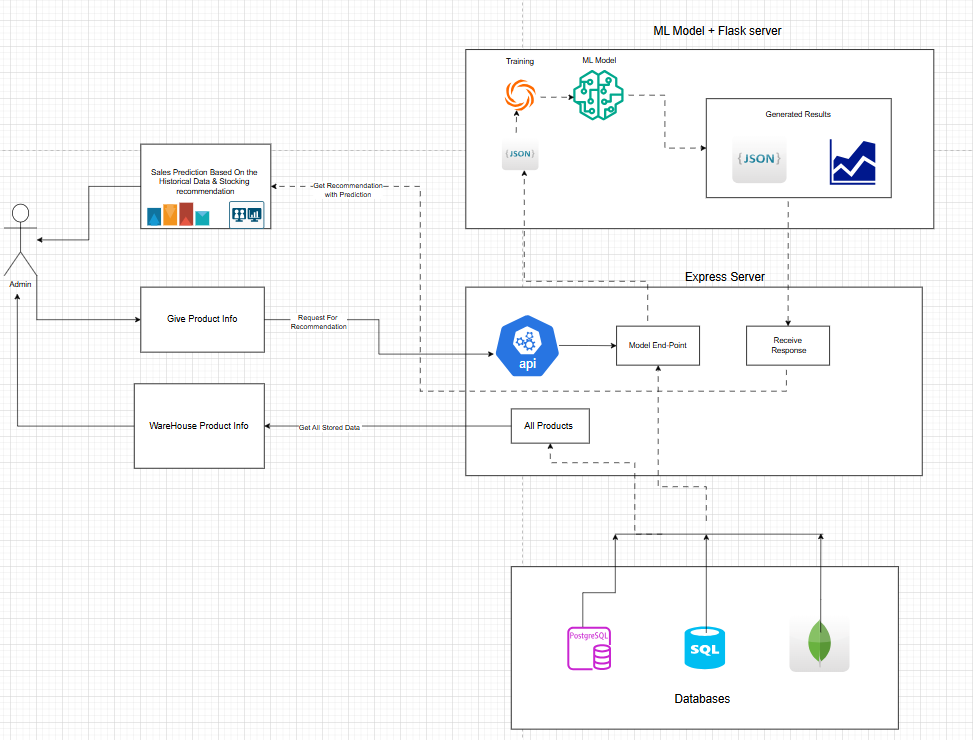 ML Model + Flask server
Training
ML Model
{JSON}
Generated Results
{JSON}
Sales Prediction Based On the
Historical Data & Stocking
recommendation
-Get Recommendation-
with Prediction
Admin
Express Server
Give Product Info
Request For
Recommendation
api
Model End-Point
Receive
Response
WareHouse Product Info
Get All Stored Data
All Products
PostgreSQL
SQL
Databases